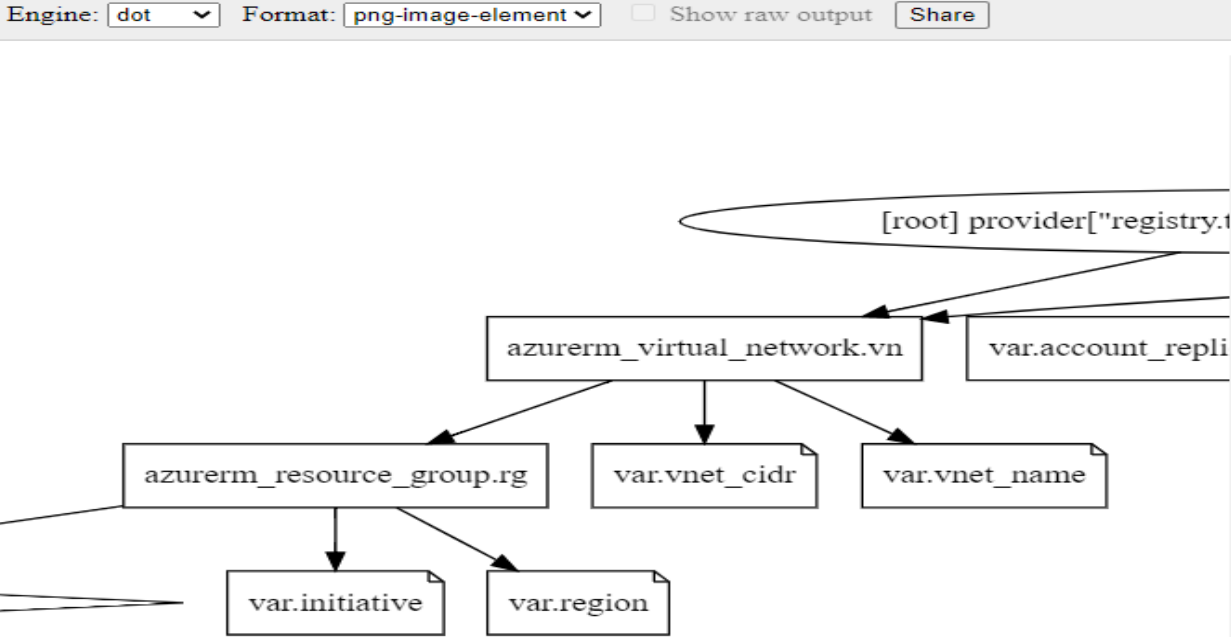 Engine: dot Format: png-image-element Show raw output Share
[root] provider["registry.t
azurerm_virtual_network.vn var.account_repli
azurerm_resource_group.rg var.vnet_cidr var.vnet_name
var.initiative var.region